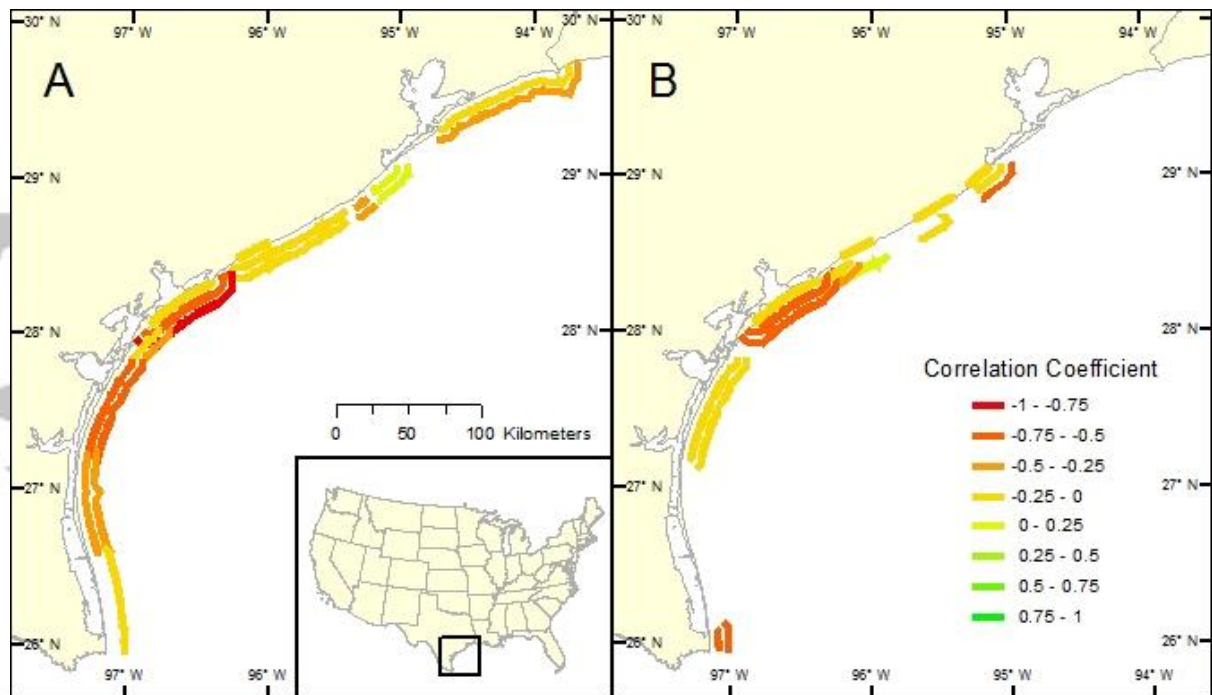 30° N 97° W 96° W 95° W 94° W 30° N 97° W 96° W 95° W 94° W 30° N
A B
29° N 29° N 29° N
28° N 28° N 28° N
Correlation Coefficient
-1 - -0.75
-0.75 - -0.5
-0.5 - -0.25
-0.25 - 0
0 - 0.25
0.25 - 0.5
0.5 - 0.75
0.75 - 1
0 50 100 Kilometers
27° N 27° N 27° N
26° N 26° N 26° N
97° W 96° W 97° W 96° W 95° W 94° W